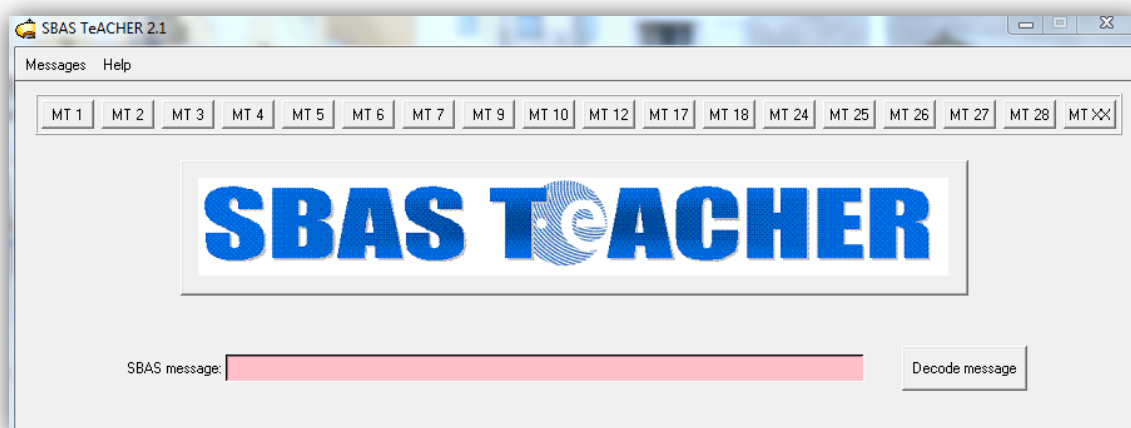 SBAS TeACHER 2.1
Messages Help
MT 1 MT 2 MT 3 MT 4 MT 5 MT 6 MT 7 MT 9 MT 10 MT 12 MT 17 MT 18 MT 24 MT 25 MT 26 MT 27 MT 28 MT XX
SBAS TeACHER
SBAS message: Decode message